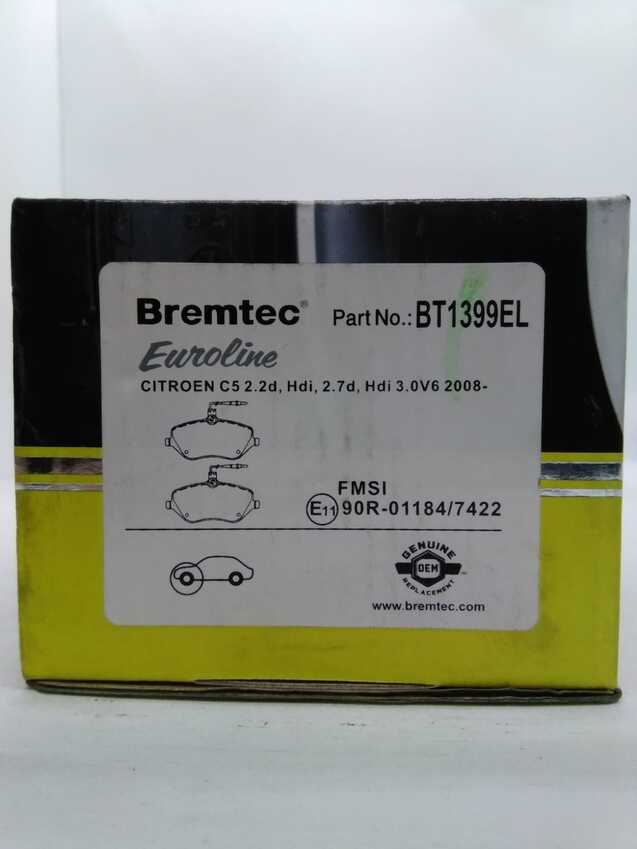 Bremtec®
Part No.: BT1399EL
Euroline
CITROEN C5 2.2d, Hdi, 2.7d, Hdi 3.0V6 2008-
FMSI
E11 90R-01184/7422
GENUINE
OEM
REPLACEMENT
www.bremtec.com